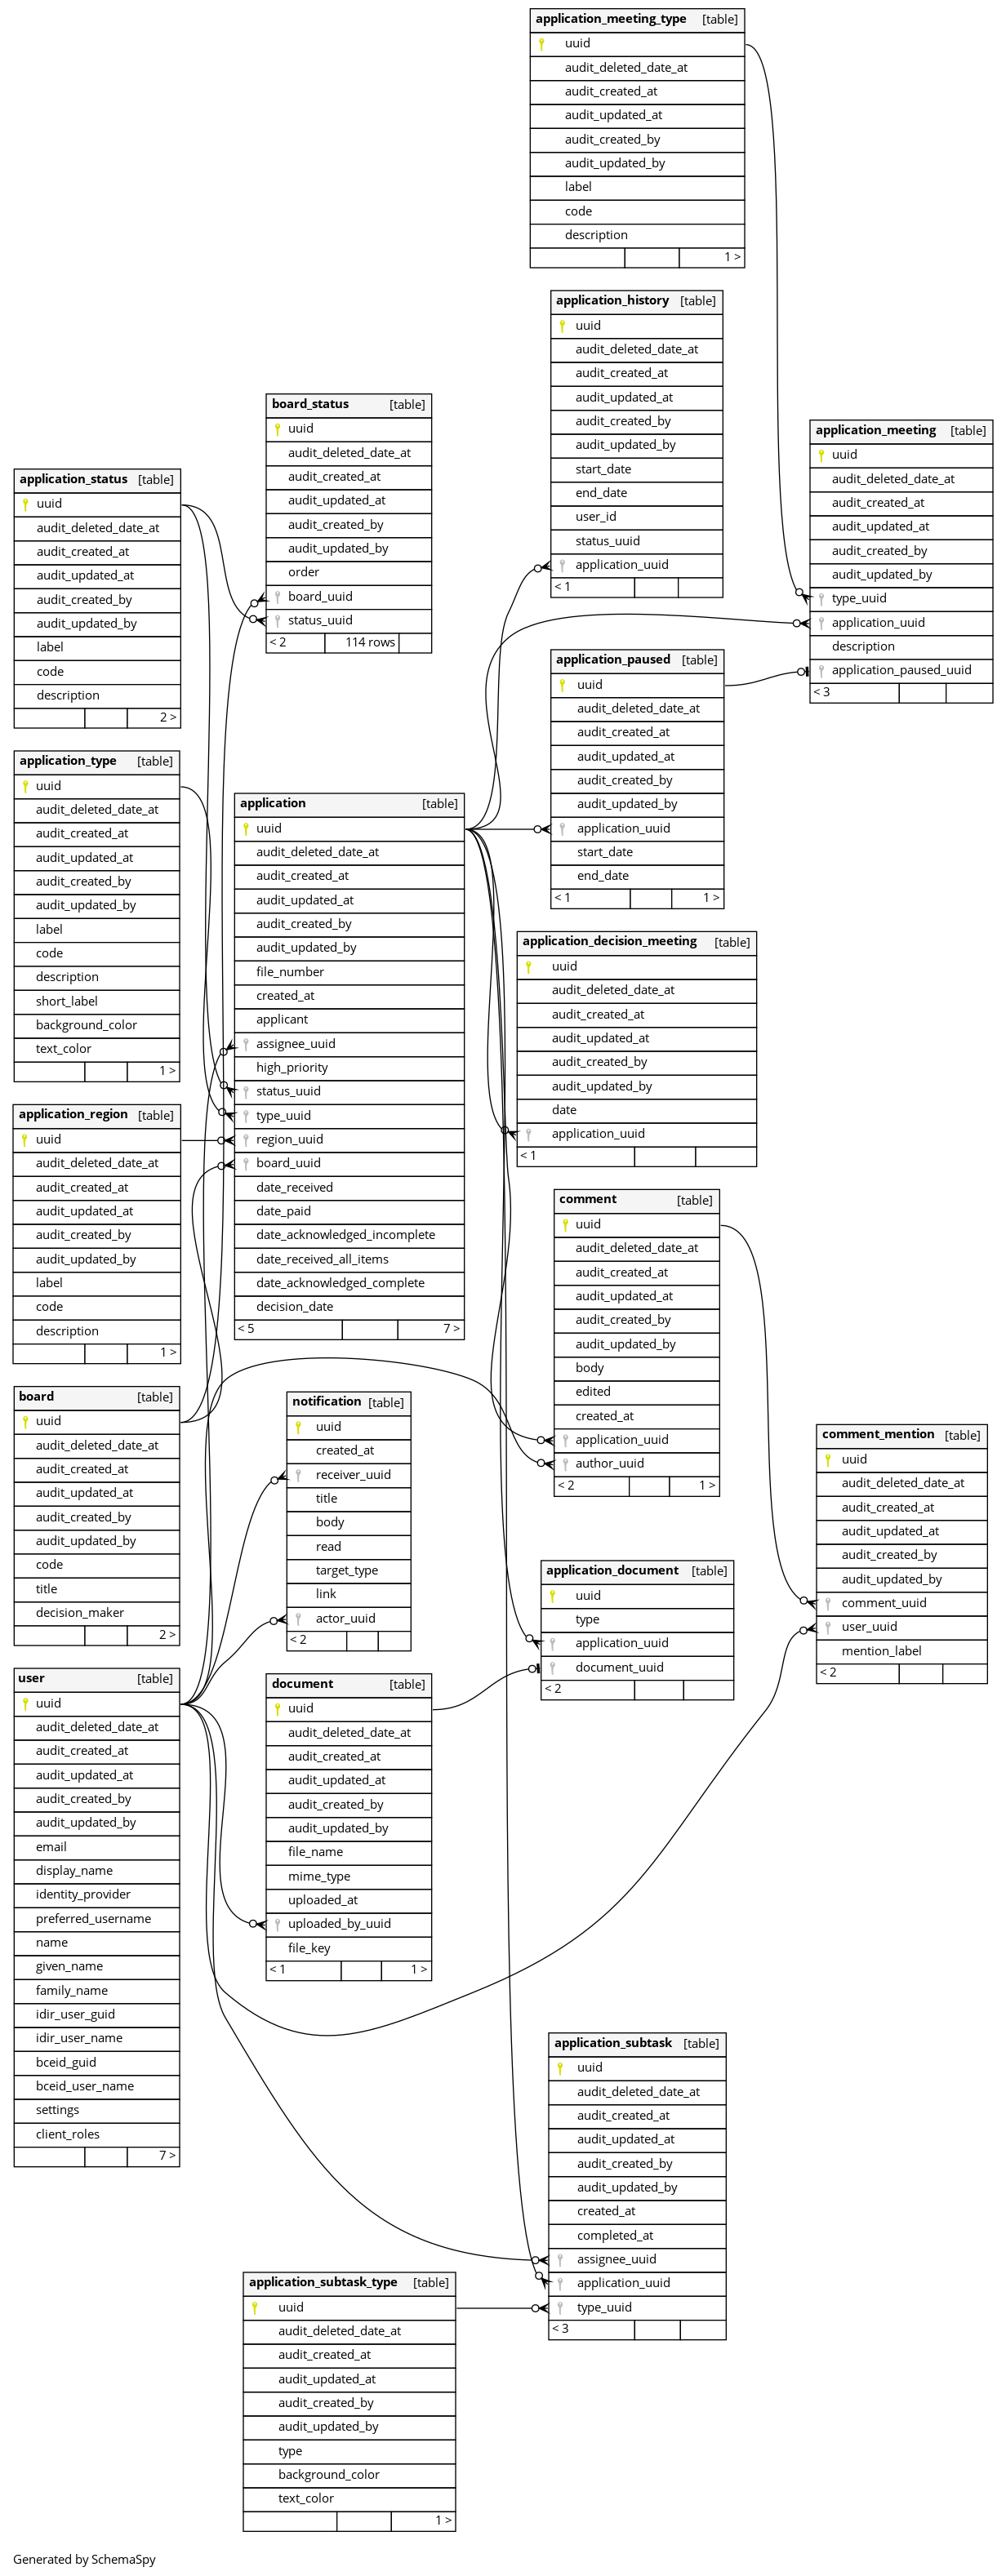 application_meeting_type [table]
uuid
audit_deleted_date_at
audit_created_at
audit_updated_at
audit_created_by
audit_updated_by
label
code
description
1 >
application_history [table]
uuid
audit_deleted_date_at
audit_created_at
audit_updated_at
audit_created_by
audit_updated_by
start_date
end_date
user_id
status_uuid
application_uuid
< 1
board_status [table]
uuid
audit_deleted_date_at
audit_created_at
audit_updated_at
audit_created_by
audit_updated_by
order
board_uuid
status_uuid
< 2 114 rows
application_meeting [table]
uuid
audit_deleted_date_at
audit_created_at
audit_updated_at
audit_created_by
audit_updated_by
type_uuid
application_uuid
description
application_paused_uuid
< 3
application_status [table]
uuid
audit_deleted_date_at
audit_created_at
audit_updated_at
audit_created_by
audit_updated_by
label
code
description
2 >
application_paused [table]
uuid
audit_deleted_date_at
audit_created_at
audit_updated_at
audit_created_by
audit_updated_by
application_uuid
start_date
end_date
< 1 1 >
application_type [table]
uuid
audit_deleted_date_at
audit_created_at
audit_updated_at
audit_created_by
audit_updated_by
label
code
description
short_label
background_color
text_color
1 >
application [table]
uuid
audit_deleted_date_at
audit_created_at
audit_updated_at
audit_created_by
audit_updated_by
file_number
created_at
applicant
assignee_uuid
high_priority
status_uuid
type_uuid
region_uuid
board_uuid
date_received
date_paid
date_acknowledged_incomplete
date_received_all_items
date_acknowledged_complete
decision_date
< 5 7 >
application_decision_meeting [table]
uuid
audit_deleted_date_at
audit_created_at
audit_updated_at
audit_created_by
audit_updated_by
date
application_uuid
< 1
application_region [table]
uuid
audit_deleted_date_at
audit_created_at
audit_updated_at
audit_created_by
audit_updated_by
label
code
description
1 >
comment [table]
uuid
audit_deleted_date_at
audit_created_at
audit_updated_at
audit_created_by
audit_updated_by
body
edited
created_at
application_uuid
author_uuid
< 2 1 >
board [table]
uuid
audit_deleted_date_at
audit_created_at
audit_updated_at
audit_created_by
audit_updated_by
code
title
decision_maker
2 >
notification [table]
uuid
created_at
receiver_uuid
title
body
read
target_type
link
actor_uuid
< 2
comment_mention [table]
uuid
audit_deleted_date_at
audit_created_at
audit_updated_at
audit_created_by
audit_updated_by
comment_uuid
user_uuid
mention_label
< 2
application_document [table]
uuid
type
application_uuid
document_uuid
< 2
user [table]
uuid
audit_deleted_date_at
audit_created_at
audit_updated_at
audit_created_by
audit_updated_by
email
display_name
identity_provider
preferred_username
name
given_name
family_name
idir_user_guid
idir_user_name
bceid_guid
bceid_user_name
settings
client_roles
7 >
document [table]
uuid
audit_deleted_date_at
audit_created_at
audit_updated_at
audit_created_by
audit_updated_by
file_name
mime_type
uploaded_at
uploaded_by_uuid
file_key
< 1 1 >
application_subtask [table]
uuid
audit_deleted_date_at
audit_created_at
audit_updated_at
audit_created_by
audit_updated_by
created_at
completed_at
assignee_uuid
application_uuid
type_uuid
< 3
application_subtask_type [table]
uuid
audit_deleted_date_at
audit_created_at
audit_updated_at
audit_created_by
audit_updated_by
type
background_color
text_color
1 >
Generated by SchemaSpy